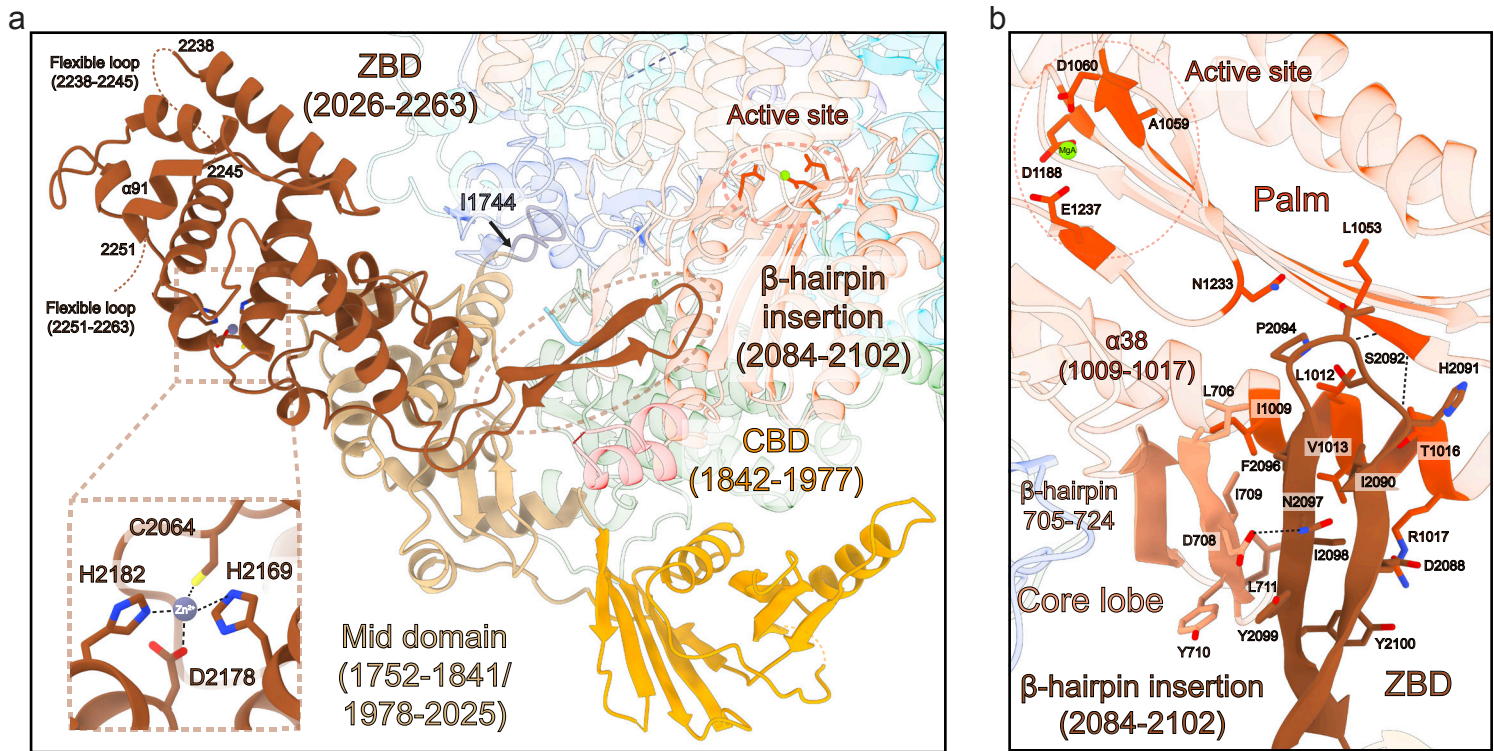 a
2238
Flexible loop
(2238-2245)
ZBD
(2026-2263)
Active site
α91
2245
I1744
2251
Flexible loop
(2251-2263)
β-hairpin
insertion
(2084-2102)
CBD
(1842-1977)
C2064
H2182
H2169
Zn²⁺
D2178
Mid domain
(1752-1841/
1978-2025)
b
D1060
Active site
A1059
MgA
D1188
E1237
Palm
L1053
N1233
P2094
α38
(1009-1017)
S2092
H2091
L1012
L706
I1009
V1013
T1016
F2096
I2090
β-hairpin
705-724
I709
N2097
D708
I2098
R1017
D2088
L711
Core lobe
Y2099
Y2100
Y710
β-hairpin insertion
(2084-2102)
ZBD